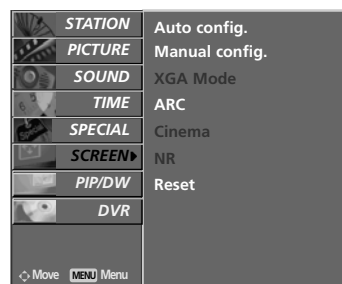 STATION
PICTURE
SOUND
TIME
SPECIAL
SCREEN
PIP/DW
DVR
Move MENU Menu
Auto config.
Manual config.
XGA Mode
ARC
Cinema
NR
Reset